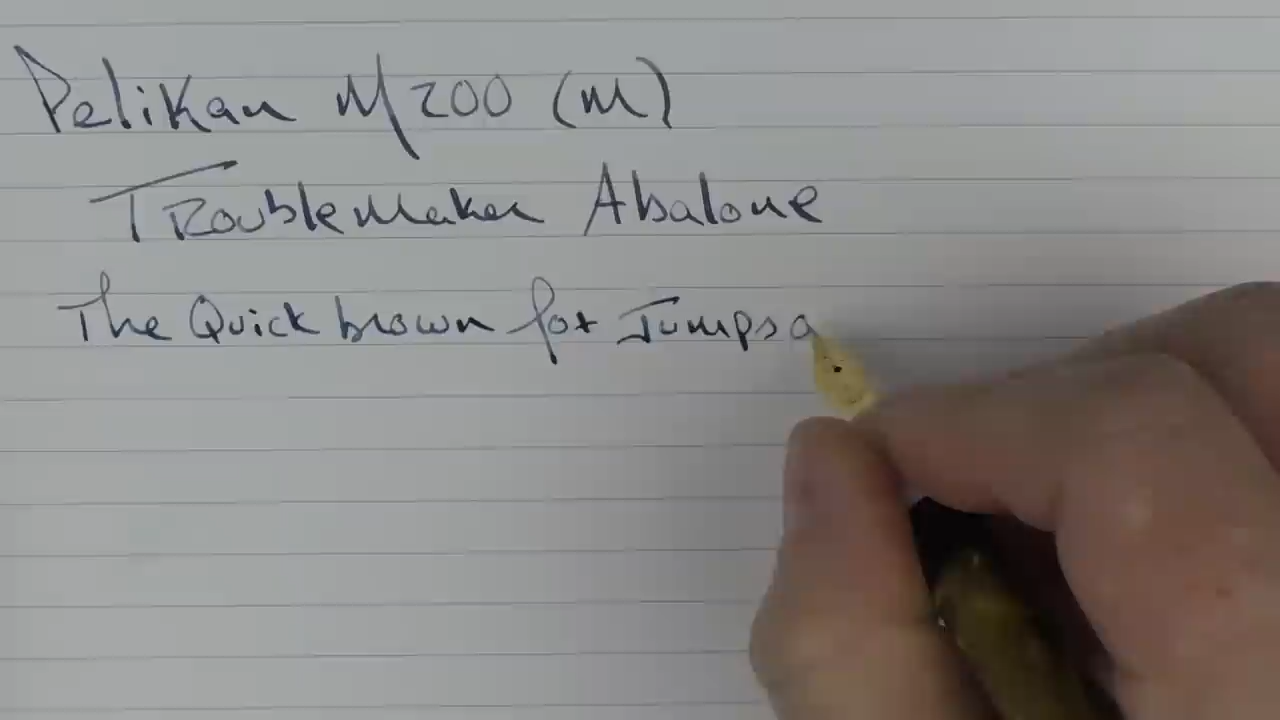 Pelikan M200 (M)
Troublemaker Abalone
The Quick brown fox Jumps o